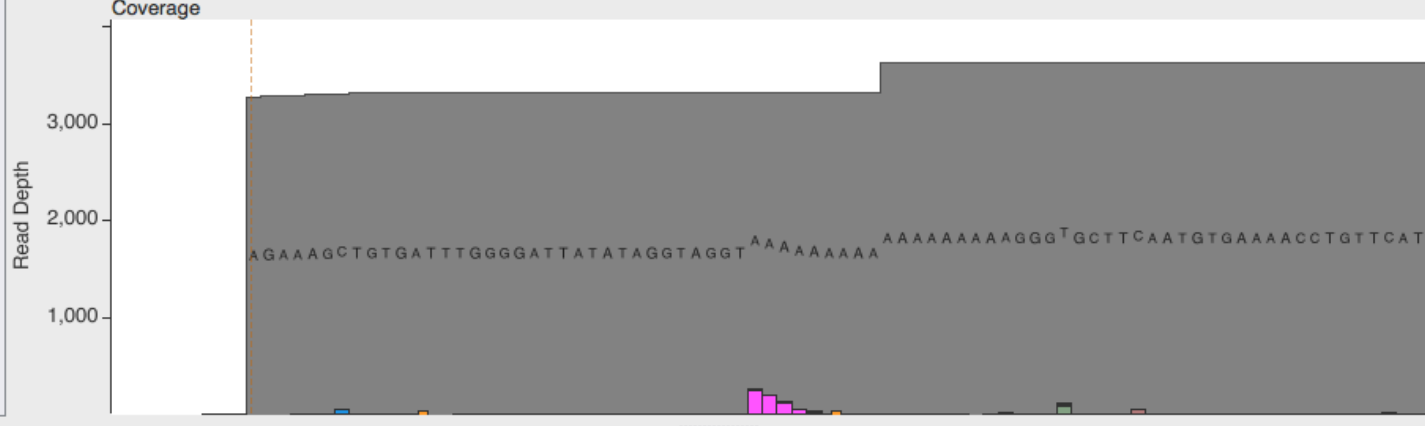 Coverage
3,000
2,000
1,000
Read Depth
AGAAAGCTGTGATTTGGGGATTATATAGGTAGGTAAAAAAAAAAAAAAAAAAGGGTGCTTCAATGTGAAAACCTGTTCAT